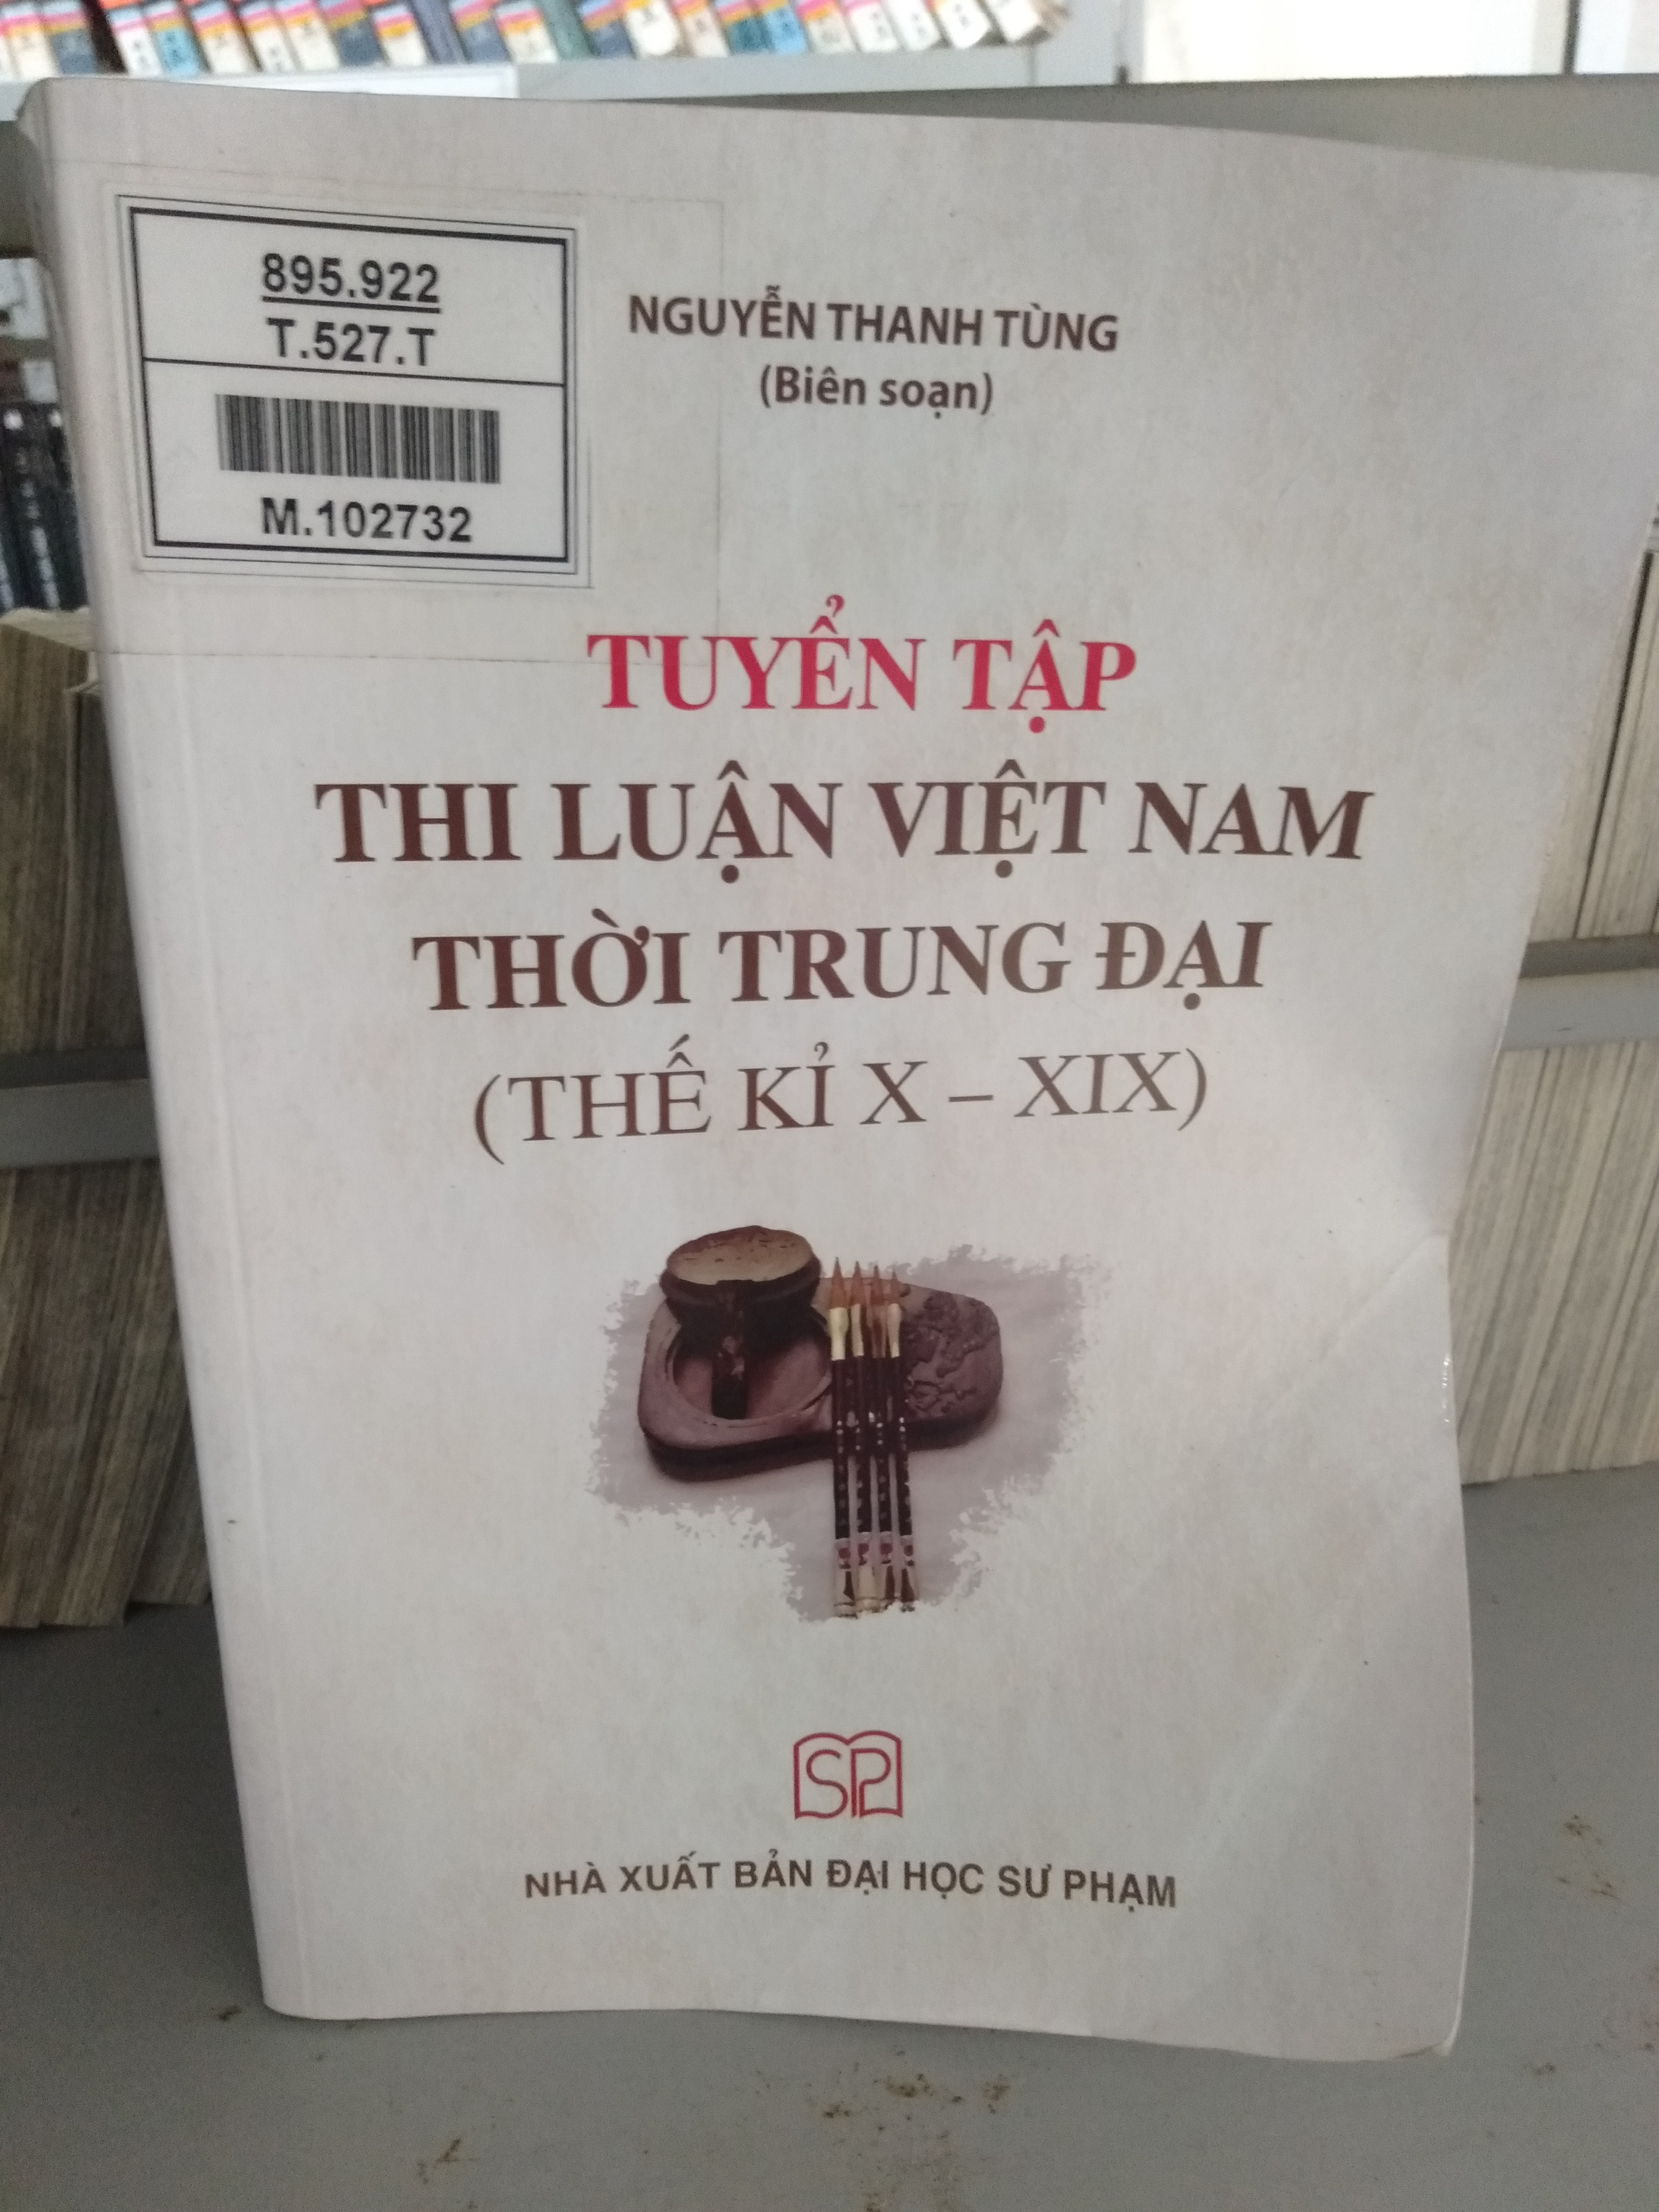 895.922
T.527.T
M.102732
NGUYỄN THANH TÙNG
(Biên soạn)
TUYỂN TẬP
THI LUẬN VIỆT NAM
THỜI TRUNG ĐẠI
(THẾ KỈ X – XIX)
SP
NHÀ XUẤT BẢN ĐẠI HỌC SƯ PHẠM